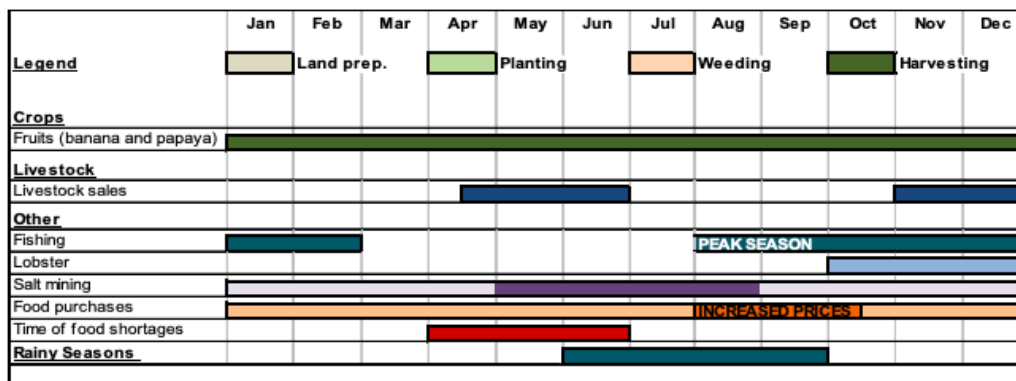 Jan Feb Mar Apr May Jun Jul Aug Sep Oct Nov Dec
Legend Land prep. Planting Weeding Harvesting
Crops
Fruits (banana and papaya)
Livestock
Livestock sales
Other
Fishing PEAK SEASON
Lobster
Salt mining
Food purchases INCREASED PRICES
Time of food shortages
Rainy Seasons